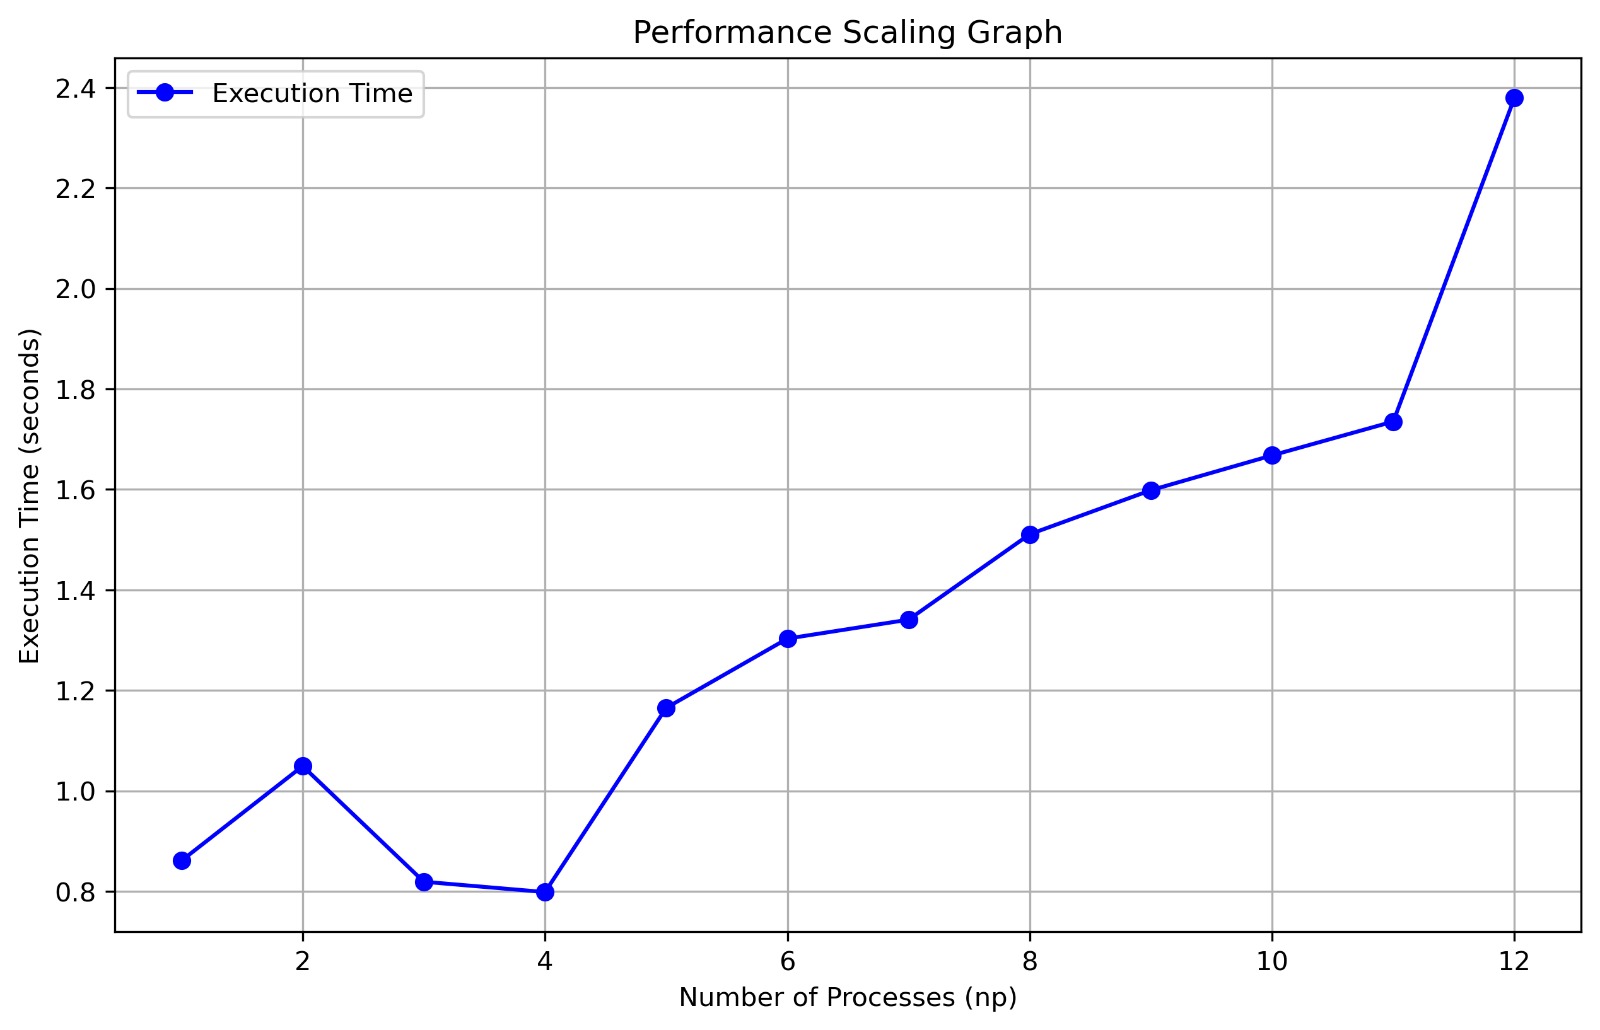 Performance Scaling Graph
Execution Time
Execution Time (seconds)
2.4
2.2
2.0
1.8
1.6
1.4
1.2
1.0
0.8
2 4 6 8 10 12
Number of Processes (np)